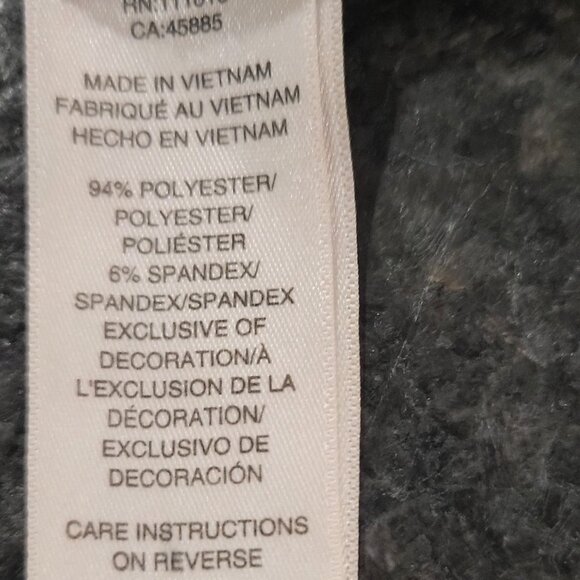 CA:45885
MADE IN VIETNAM
FABRIQUÉ AU VIETNAM
HECHO EN VIETNAM
94% POLYESTER/
POLYESTER/
POLIÉSTER
6% SPANDEX/
SPANDEX/SPANDEX
EXCLUSIVE OF
DECORATION/À
L'EXCLUSION DE LA
DÉCORATION/
EXCLUSIVO DE
DECORACIÓN
CARE INSTRUCTIONS
ON REVERSE